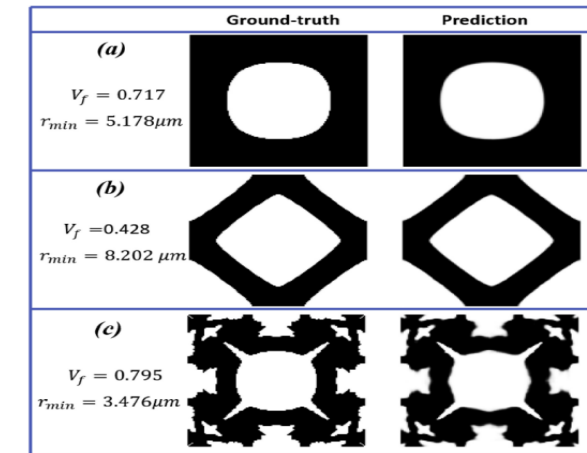 Ground-truth Prediction
(a)
V_f = 0.717
r_min = 5.178μm
(b)
V_f =0.428
r_min = 8.202 μm
(c)
V_f = 0.795
r_min = 3.476μm